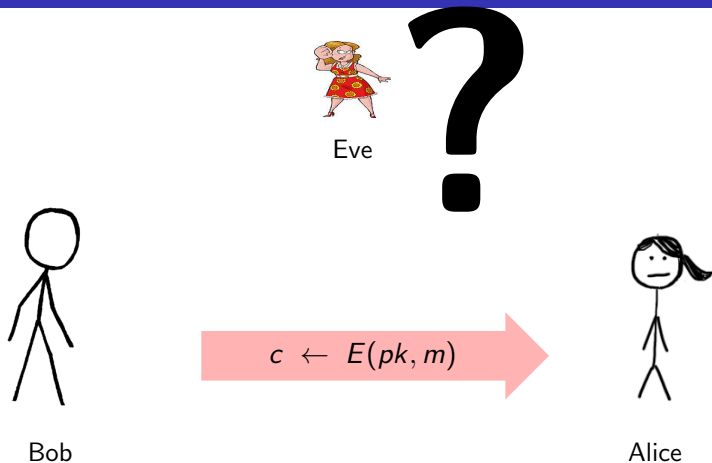 ?
Eve
c ← E(pk, m)
Bob
Alice